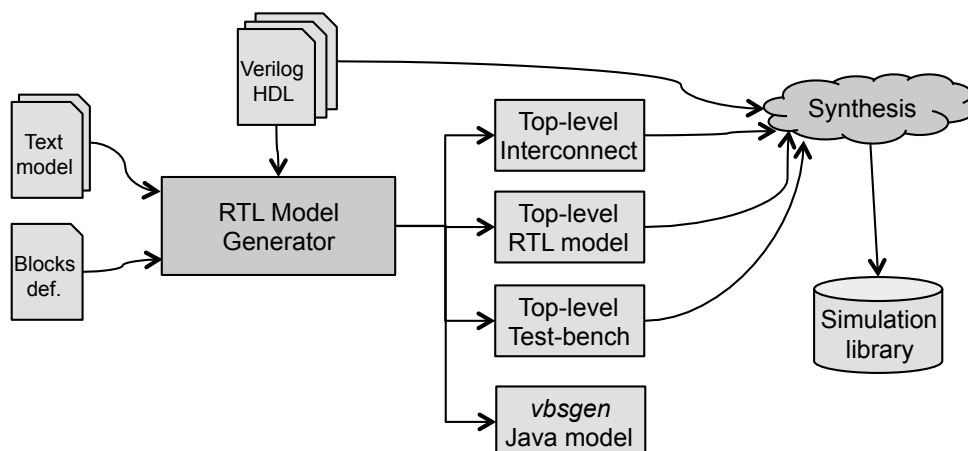 Verilog
HDL
Text
model
Blocks
def.
RTL Model
Generator
Top-level
Interconnect
Top-level
RTL model
Top-level
Test-bench
vbsgen
Java model
Synthesis
Simulation
library